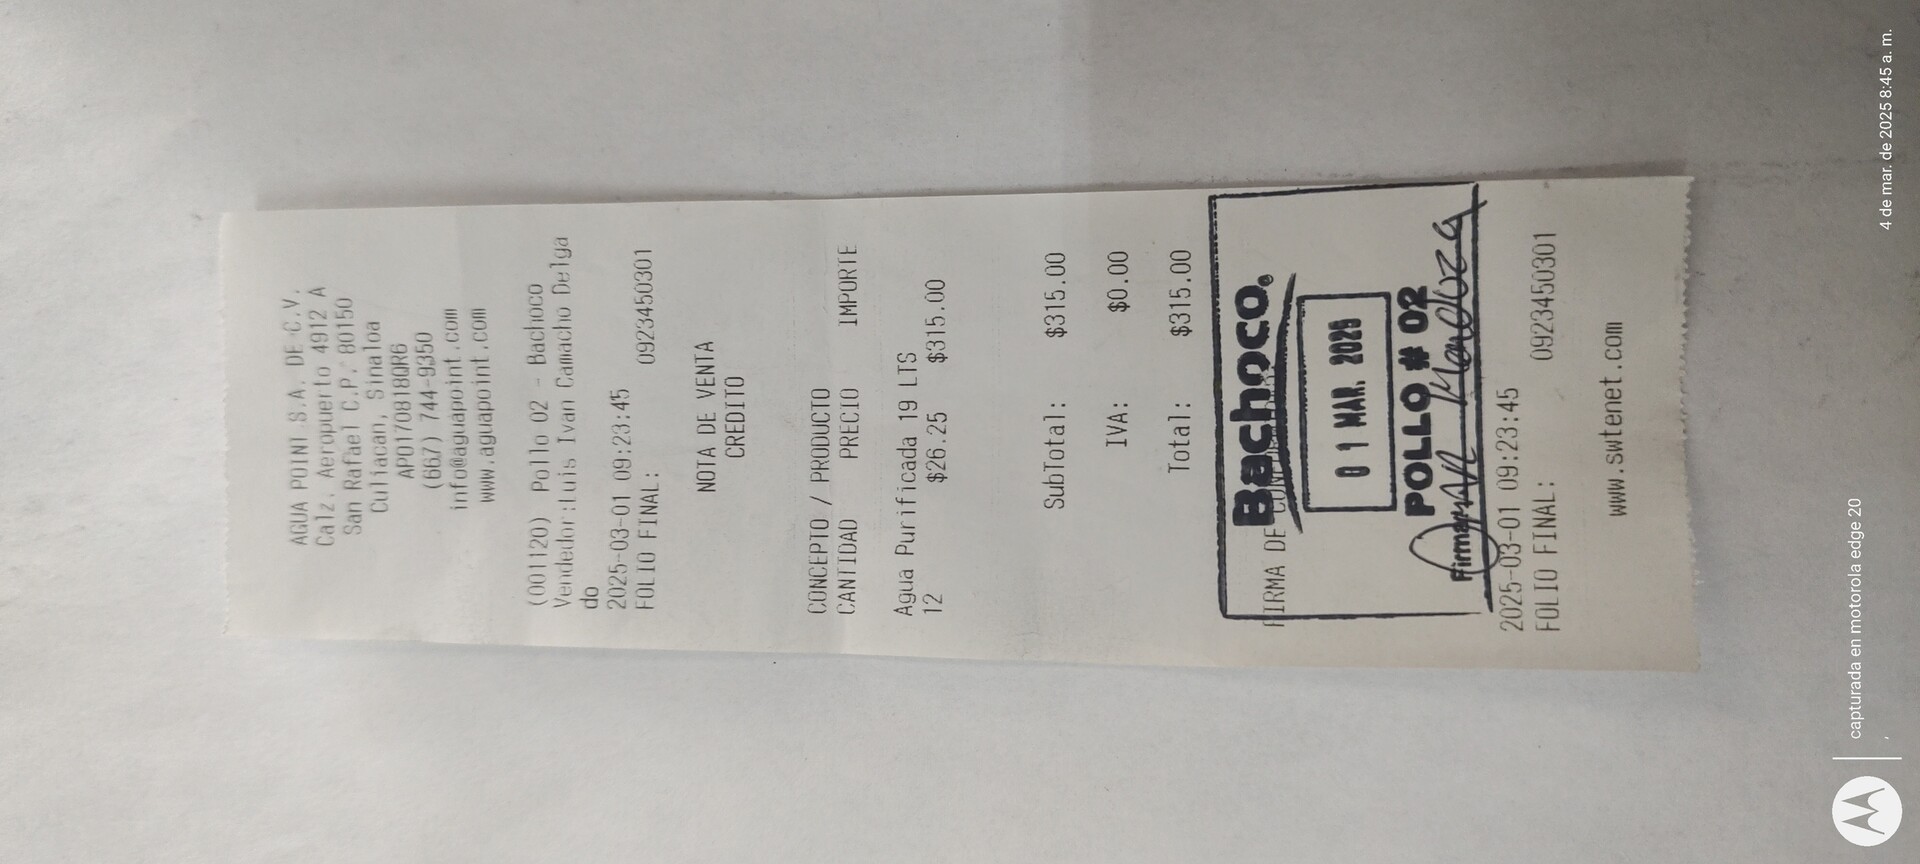 AGUA POINT S.A. DE C.V.
Calz. Aeropuerto 4912 A
San Rafael C.P. 80150
Culiacan, Sinaloa
APO170818QR6
(667) 744-9350
info@aguapoint.com
www.aguapoint.com
(001120) Pollo 02 - Bachoco
Vendedor:Luis Ivan Camacho Delga
do
2025-03-01 09:23:45
FOLIO FINAL: 0923450301
NOTA DE VENTA
CREDITO
CONCEPTO / PRODUCTO
CANTIDAD PRECIO IMPORTE
Agua Purificada 19 LTS
12 $26.25 $315.00
SubTotal: $315.00
IVA: $0.00
Total: $315.00
FIRMA DE
Bachoco.
01 MAR. 2025
POLLO # 02
Firma:
2025-03-01 09:23:45
FOLIO FINAL: 0923450301
www.swtenet.com
capturada en motorola edge 20
4 de mar. de 2025 8:45 a. m.